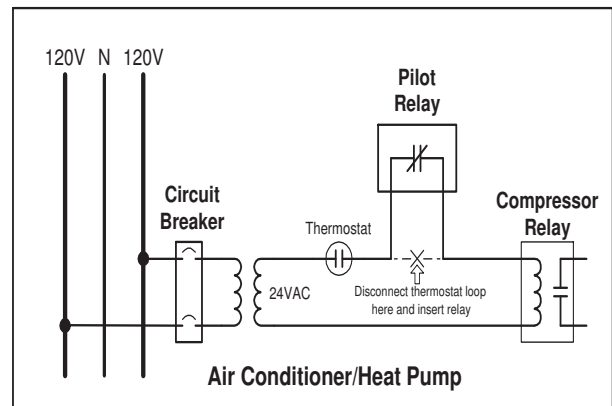 120V N 120V
Pilot
Relay
Circuit
Breaker
Compressor
Relay
Thermostat
24VAC
Disconnect thermostat loop
here and insert relay
Air Conditioner/Heat Pump